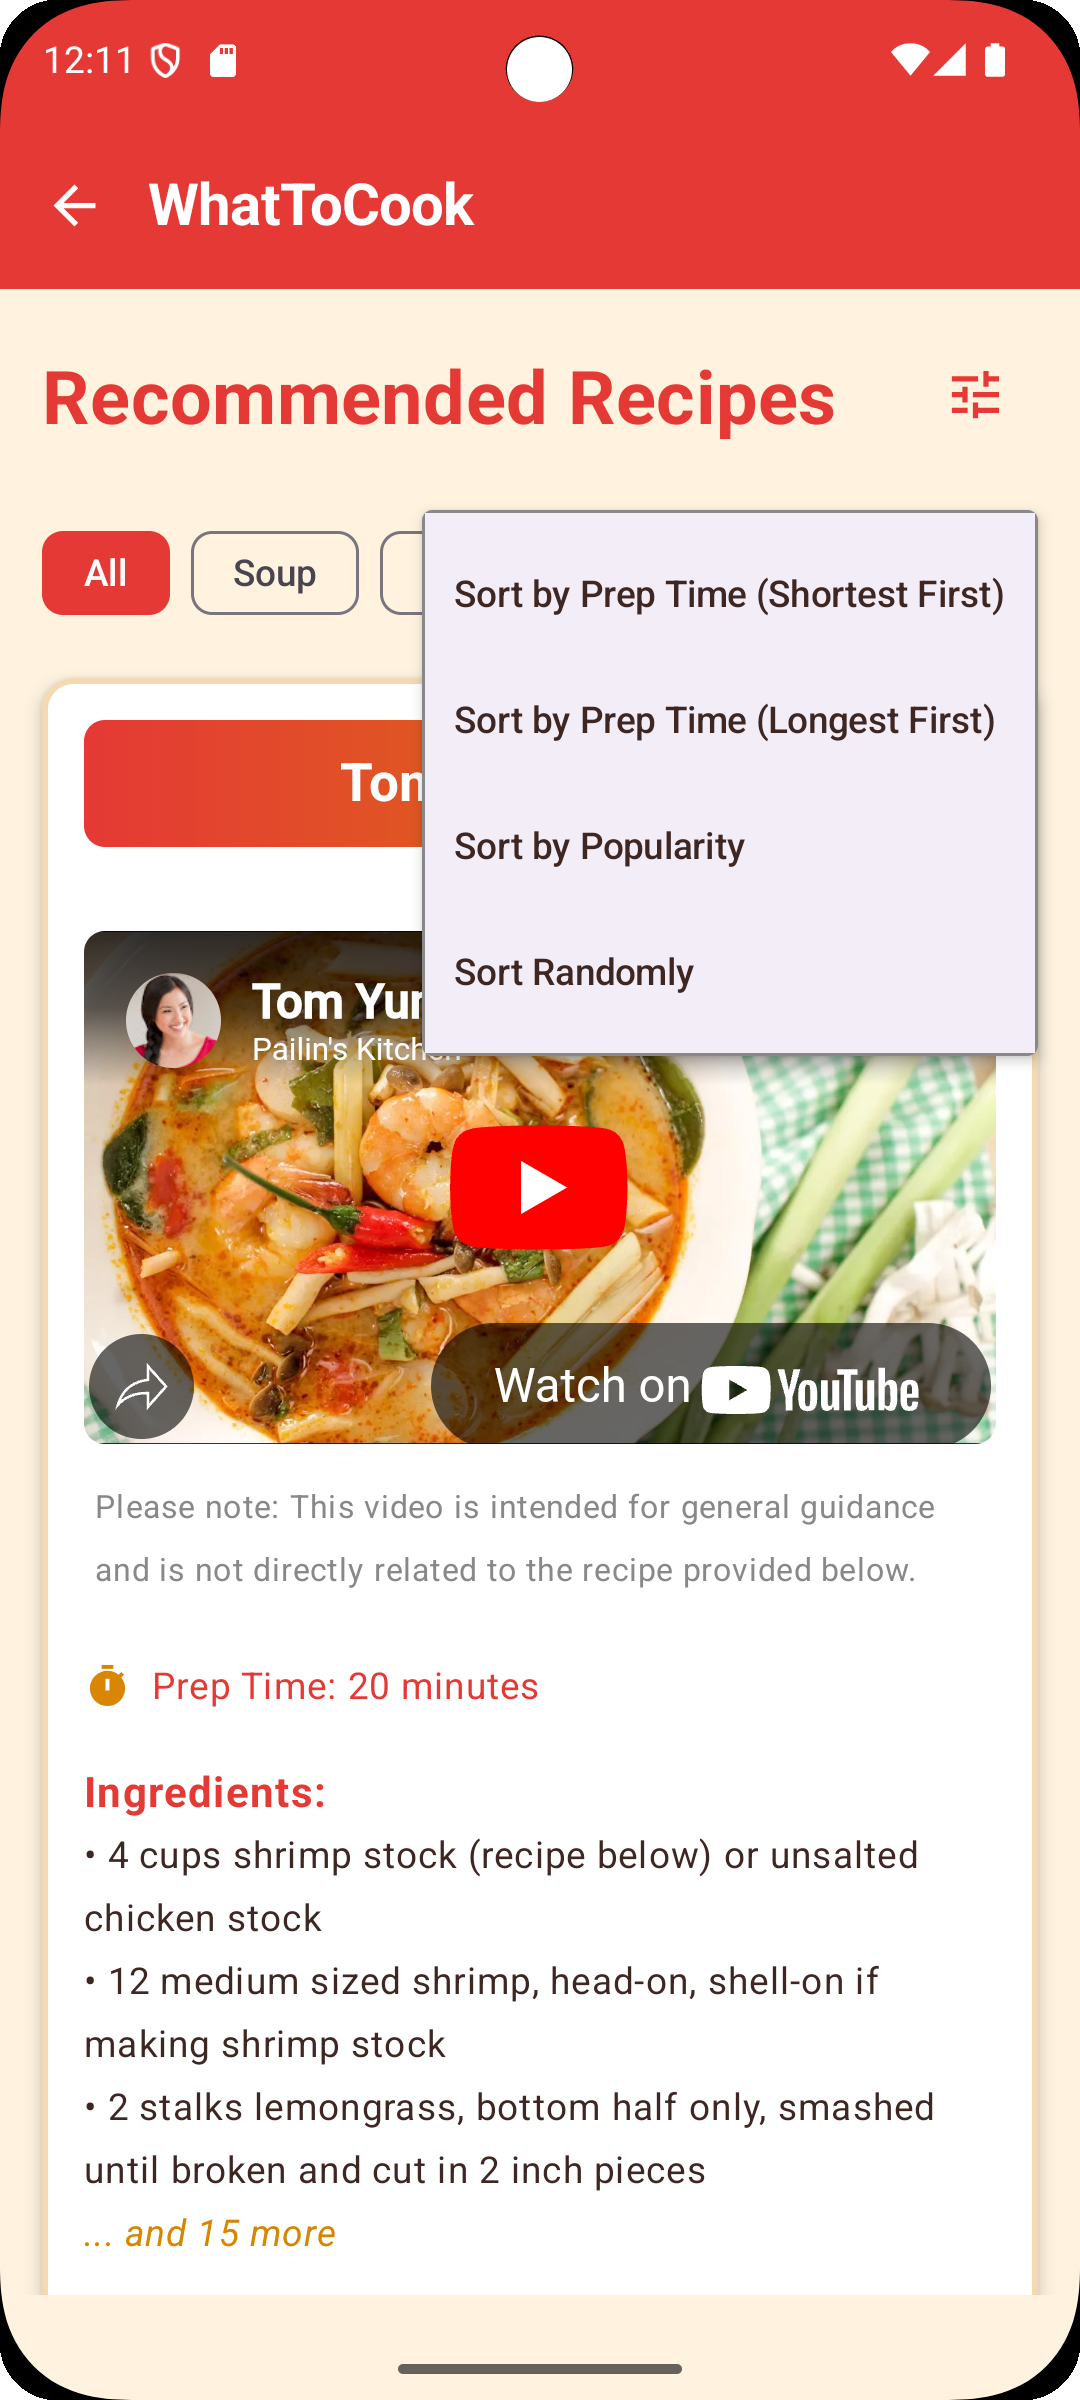 12:11
WhatToCook
Recommended Recipes
All
Soup
Sort by Prep Time (Shortest First)
Sort by Prep Time (Longest First)
Sort by Popularity
Sort Randomly
Tom
Tom Yum
Pailin's Kitchen
Watch on YouTube
Please note: This video is intended for general guidance
and is not directly related to the recipe provided below.
Prep Time: 20 minutes
Ingredients:
• 4 cups shrimp stock (recipe below) or unsalted
chicken stock
• 12 medium sized shrimp, head-on, shell-on if
making shrimp stock
• 2 stalks lemongrass, bottom half only, smashed
until broken and cut in 2 inch pieces
... and 15 more